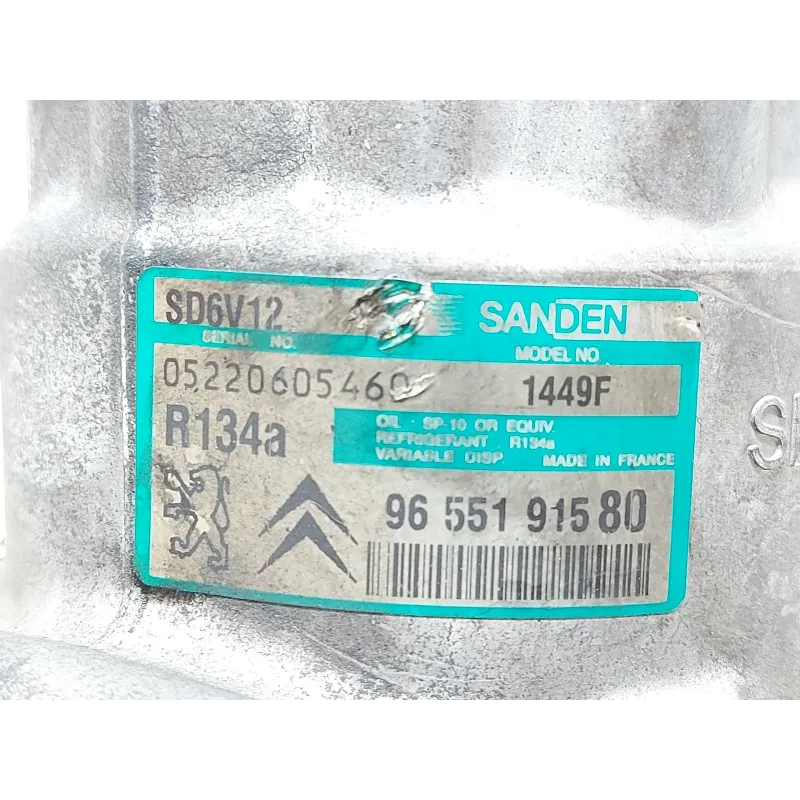 SD6V12 SANDEN
SERIAL NO. MODEL NO.
05220605460 1449F
R134a
OIL · SP-10 OR EQUIV.
REFRIGERANT R134a
VARIABLE DISP. MADE IN FRANCE
96 551 915 80